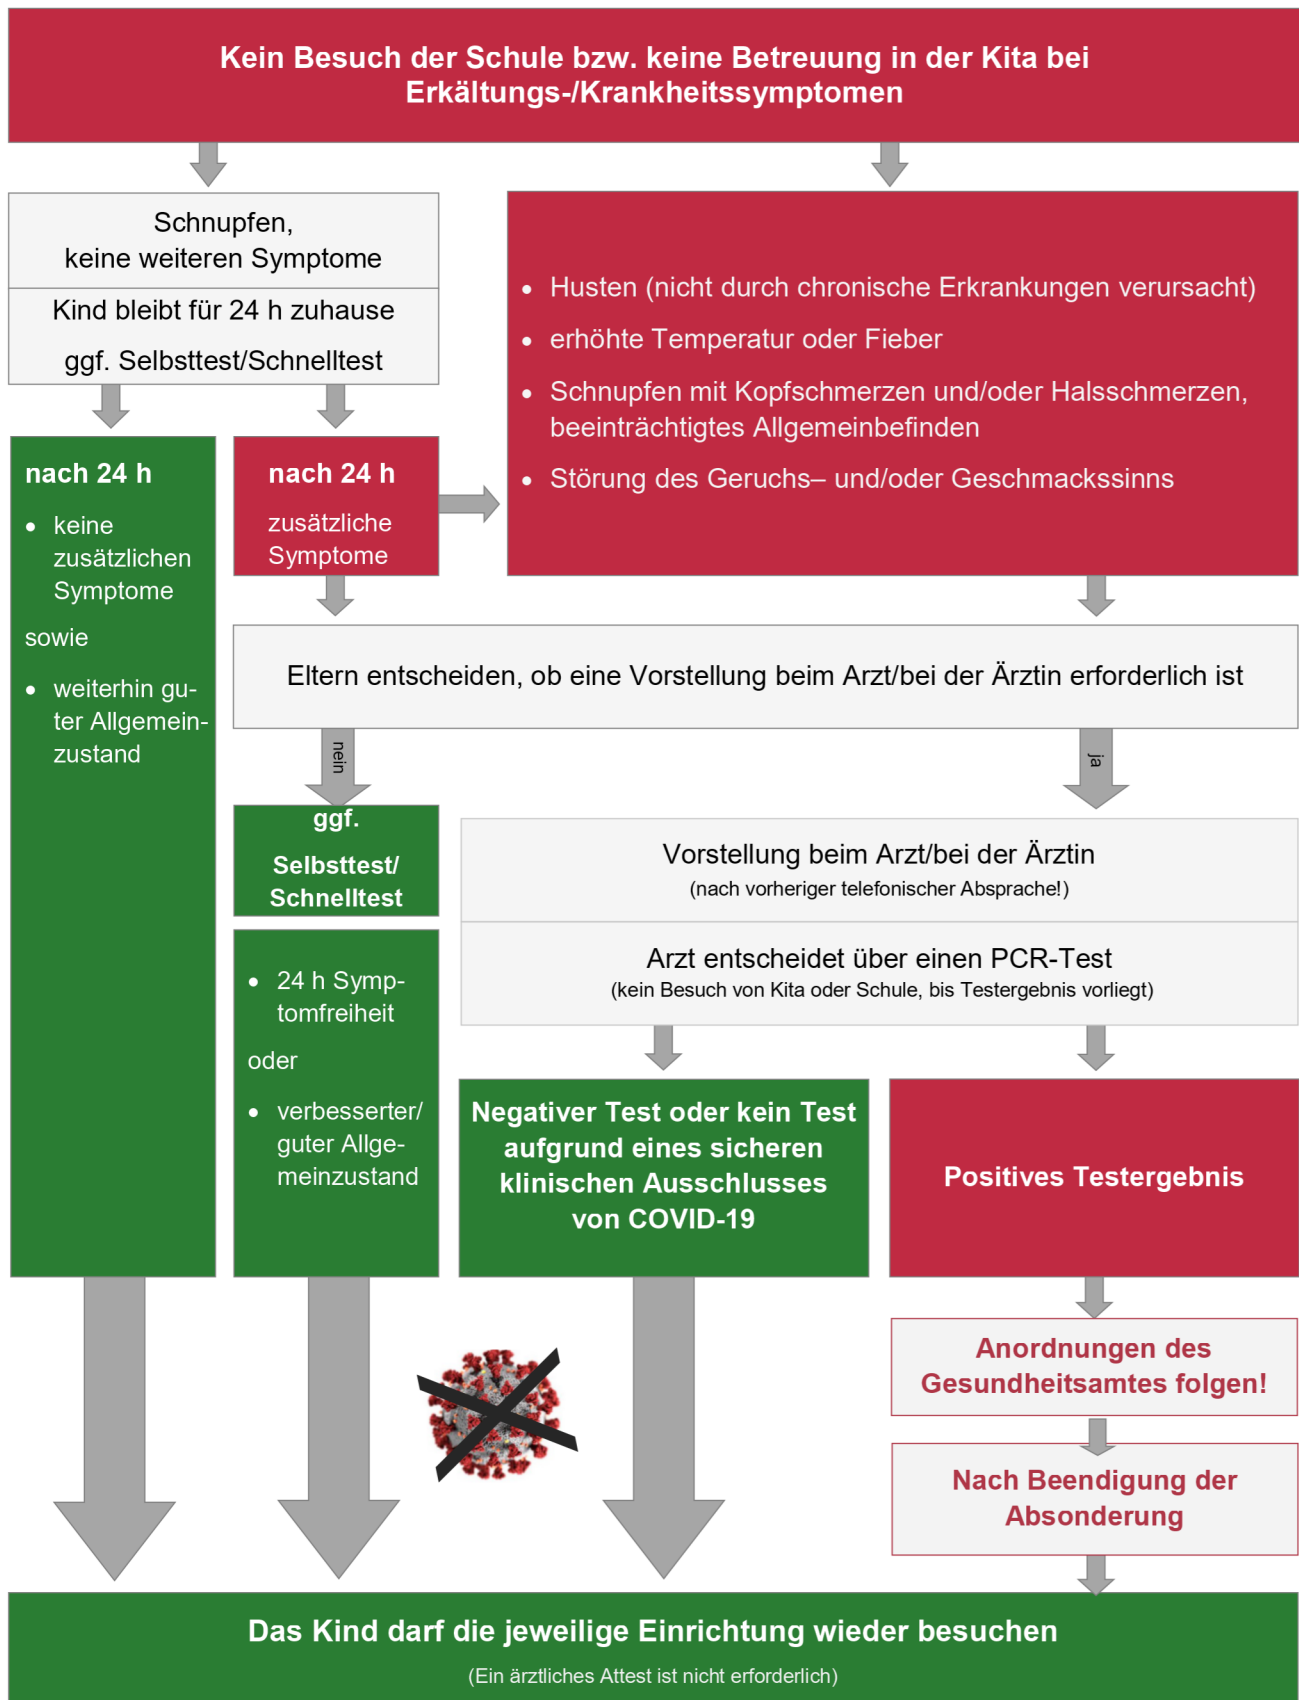 Kein Besuch der Schule bzw. keine Betreuung in der Kita bei
Erkältungs-/Krankheitssymptomen
Schnupfen,
keine weiteren Symptome
Kind bleibt für 24 h zuhause
ggf. Selbsttest/Schnelltest
• Husten (nicht durch chronische Erkrankungen verursacht)
• erhöhte Temperatur oder Fieber
• Schnupfen mit Kopfschmerzen und/oder Halsschmerzen,
beeinträchtigtes Allgemeinbefinden
• Störung des Geruchs– und/oder Geschmackssinns
nach 24 h
• keine
zusätzlichen
Symptome
sowie
• weiterhin gu-
ter Allgemein-
zustand
nach 24 h
zusätzliche
Symptome
Eltern entscheiden, ob eine Vorstellung beim Arzt/bei der Ärztin erforderlich ist
nein
ja
ggf.
Selbsttest/
Schnelltest
• 24 h Symp-
tomfreiheit
oder
• verbesserter/
guter Allge-
meinzustand
Vorstellung beim Arzt/bei der Ärztin
(nach vorheriger telefonischer Absprache!)
Arzt entscheidet über einen PCR-Test
(kein Besuch von Kita oder Schule, bis Testergebnis vorliegt)
Negativer Test oder kein Test
aufgrund eines sicheren
klinischen Ausschlusses
von COVID-19
Positives Testergebnis
Anordnungen des
Gesundheitsamtes folgen!
Nach Beendigung der
Absonderung
Das Kind darf die jeweilige Einrichtung wieder besuchen
(Ein ärztliches Attest ist nicht erforderlich)